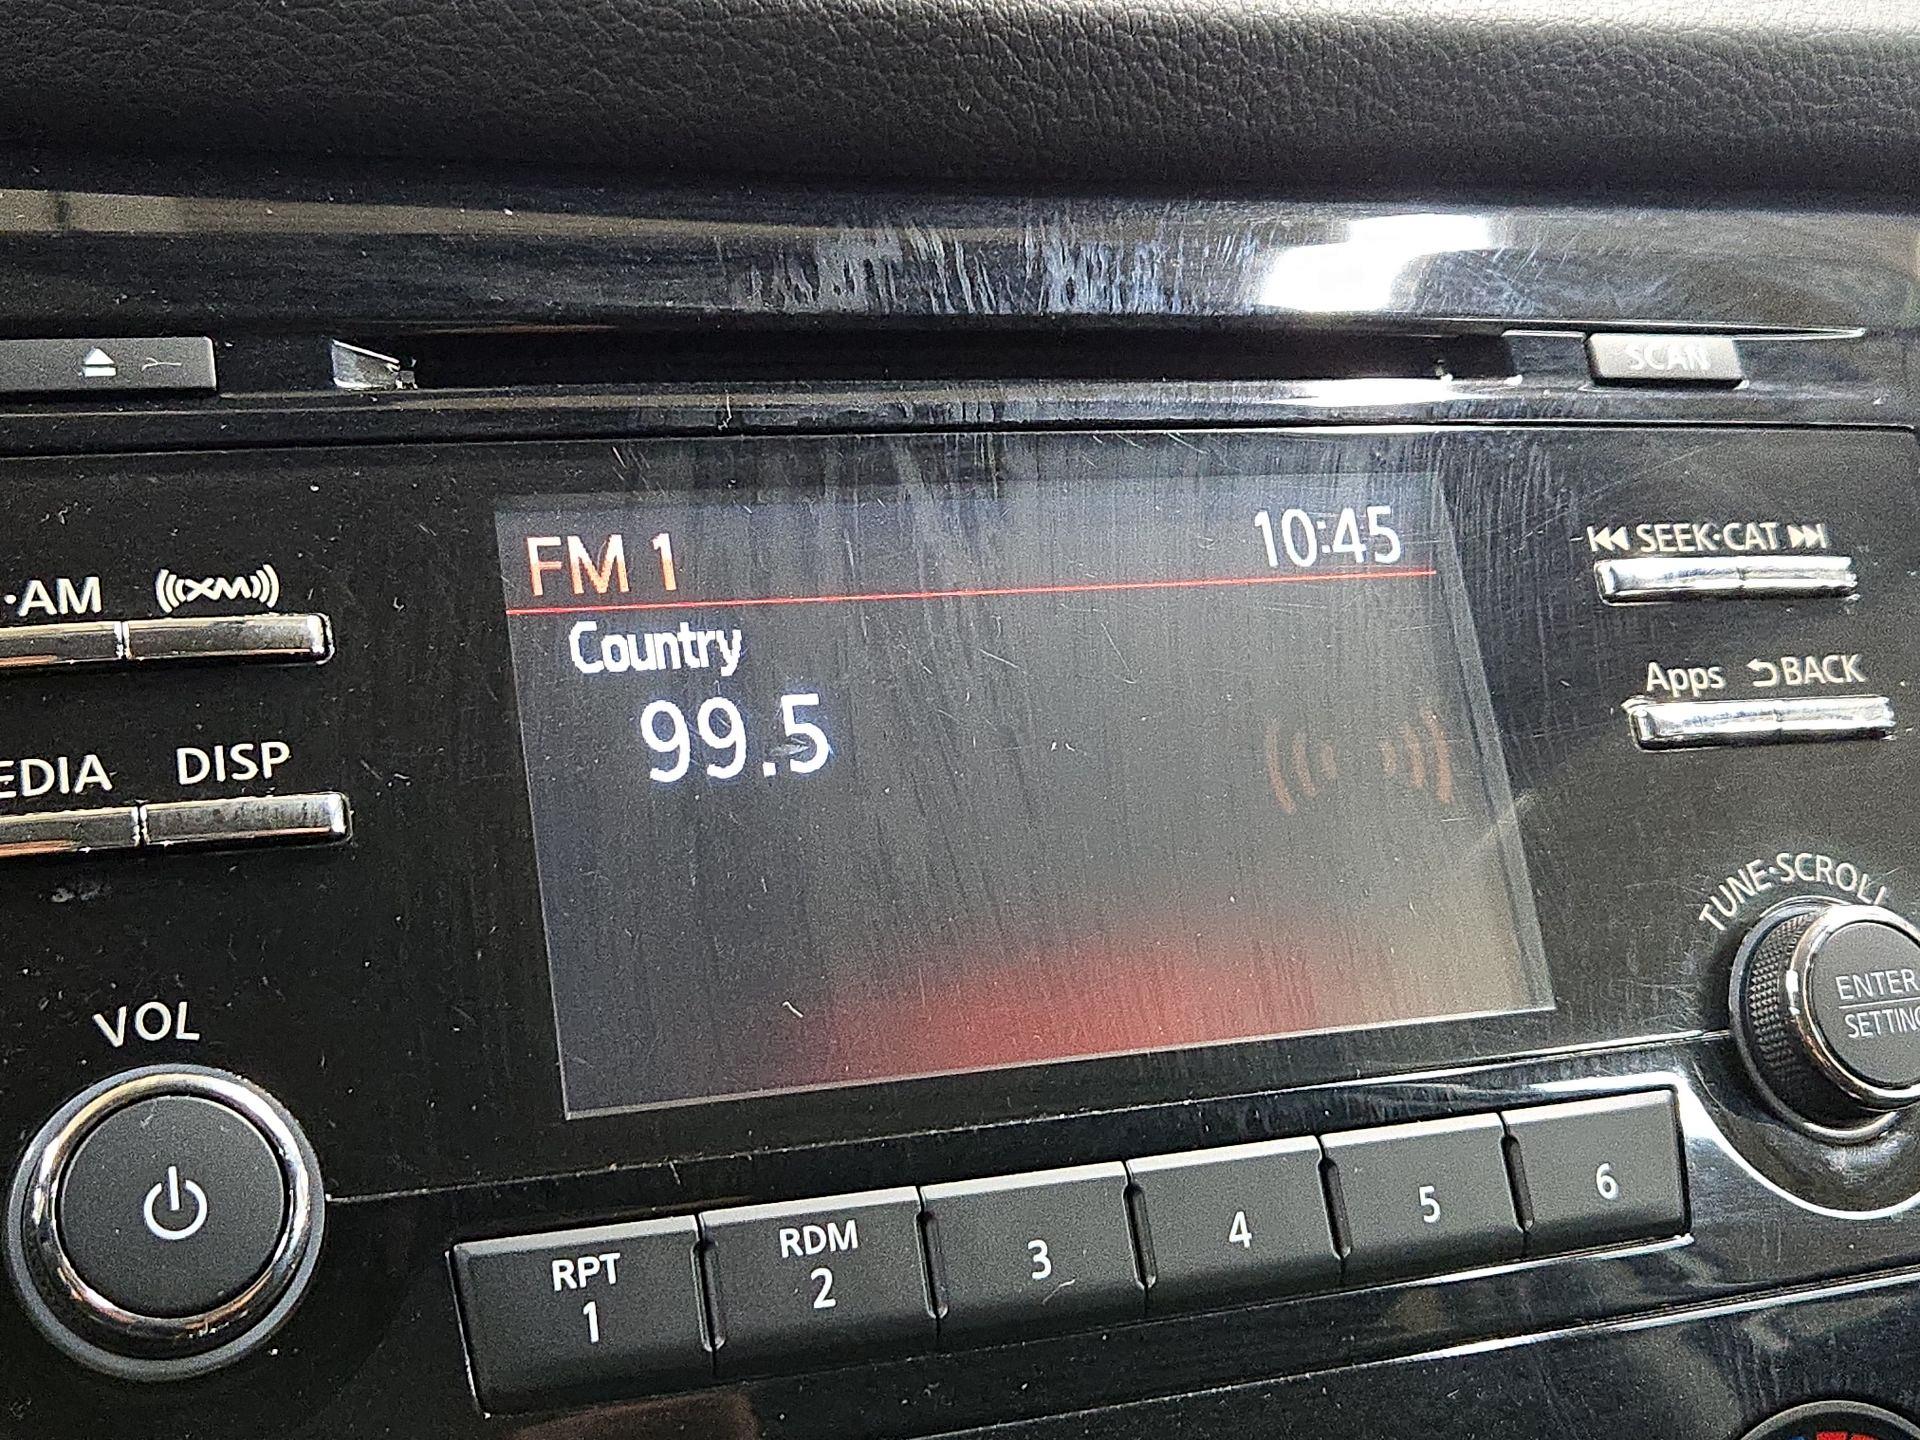 SCAN
FM 1 10:45
Country
99.5
·AM XM
SEEK·CAT
Apps BACK
EDIA DISP
TUNE·SCROLL
ENTER
SETTING
VOL
RPT RDM
1 2 3 4 5 6